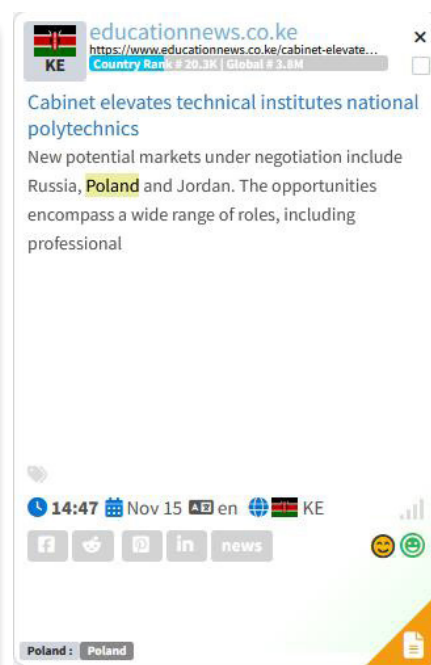 educationnews.co.ke
https://www.educationnews.co.ke/cabinet-elevate...
KE
Country Rank # 20.3K | Global # 3.8M
Cabinet elevates technical institutes national
polytechnics
New potential markets under negotiation include
Russia, Poland and Jordan. The opportunities
encompass a wide range of roles, including
professional
14:47 Nov 15 en KE
in news
Poland : Poland